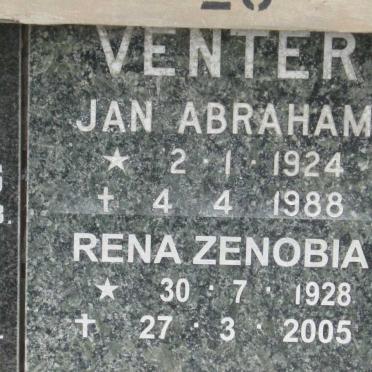 VENTER
JAN ABRAHAM
★ 2 · 1 · 1924
† 4 · 4 · 1988
RENA ZENOBIA
★ 30 · 7 · 1928
† 27 · 3 · 2005